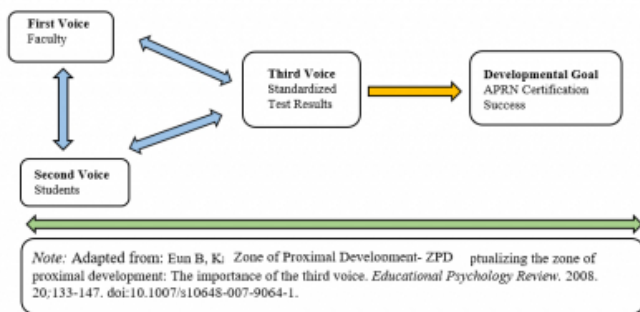 First Voice
Faculty
Third Voice
Standardized
Test Results
Developmental Goal
APRN Certification
Success
Second Voice
Students
Note: Adapted from: Eun B, K; Zone of Proximal Development- ZPD ptualizing the zone of
proximal development: The importance of the third voice. Educational Psychology Review. 2008.
20;133-147. doi:10.1007/s10648-007-9064-1.